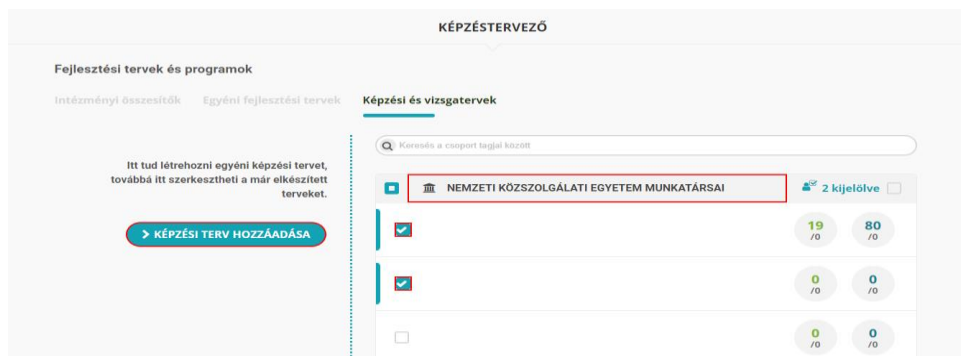 KÉPZÉSTERVEZŐ
Fejlesztési tervek és programok
Intézményi összesítők Egyéni fejlesztési tervek Képzési és vizsgatervek
Keresés a csoport tagjai között
Itt tud létrehozni egyéni képzési tervet,
továbbá itt szerkesztheti a már elkészített
terveket.
> KÉPZÉSI TERV HOZZÁADÁSA
NEMZETI KÖZSZOLGÁLATI EGYETEM MUNKATÁRSAI
2 kijelölve
19 80
/0 /0
0 0
/0 /0
0 0
/0 /0